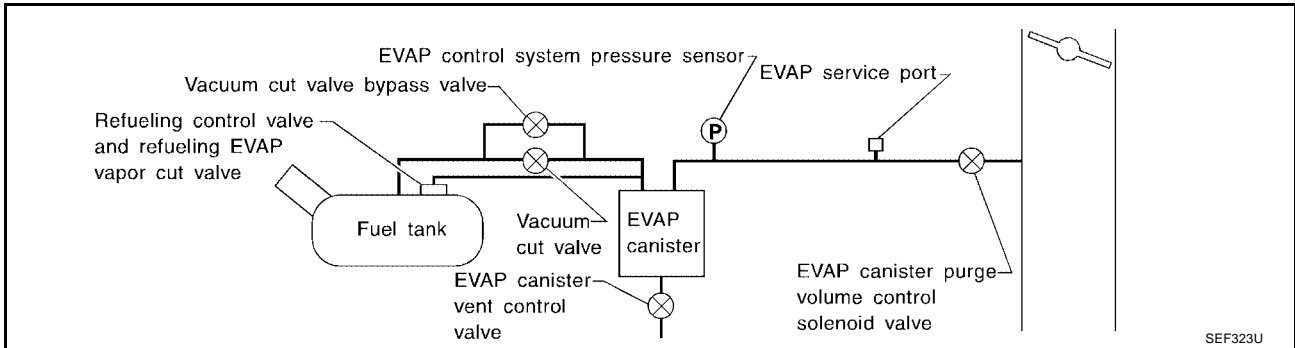 EVAP control system pressure sensor
EVAP service port
Vacuum cut valve bypass valve
Refueling control valve
and refueling EVAP
vapor cut valve
P
Fuel tank
Vacuum
cut valve
EVAP
canister
EVAP canister
vent control
valve
EVAP canister purge
volume control
solenoid valve
SEF323U